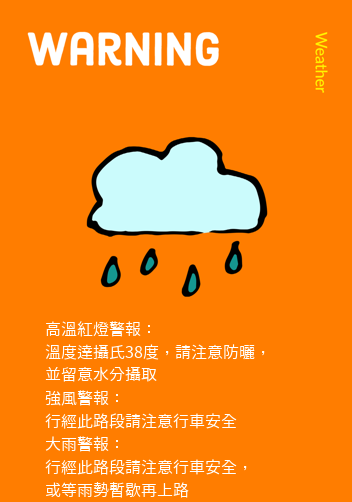 WARNING
Weather
高溫紅燈警報：
溫度達攝氏38度，請注意防曬，
並留意水分攝取
強風警報：
行經此路段請注意行車安全
大雨警報：
行經此路段請注意行車安全，
或等雨勢暫歇再上路